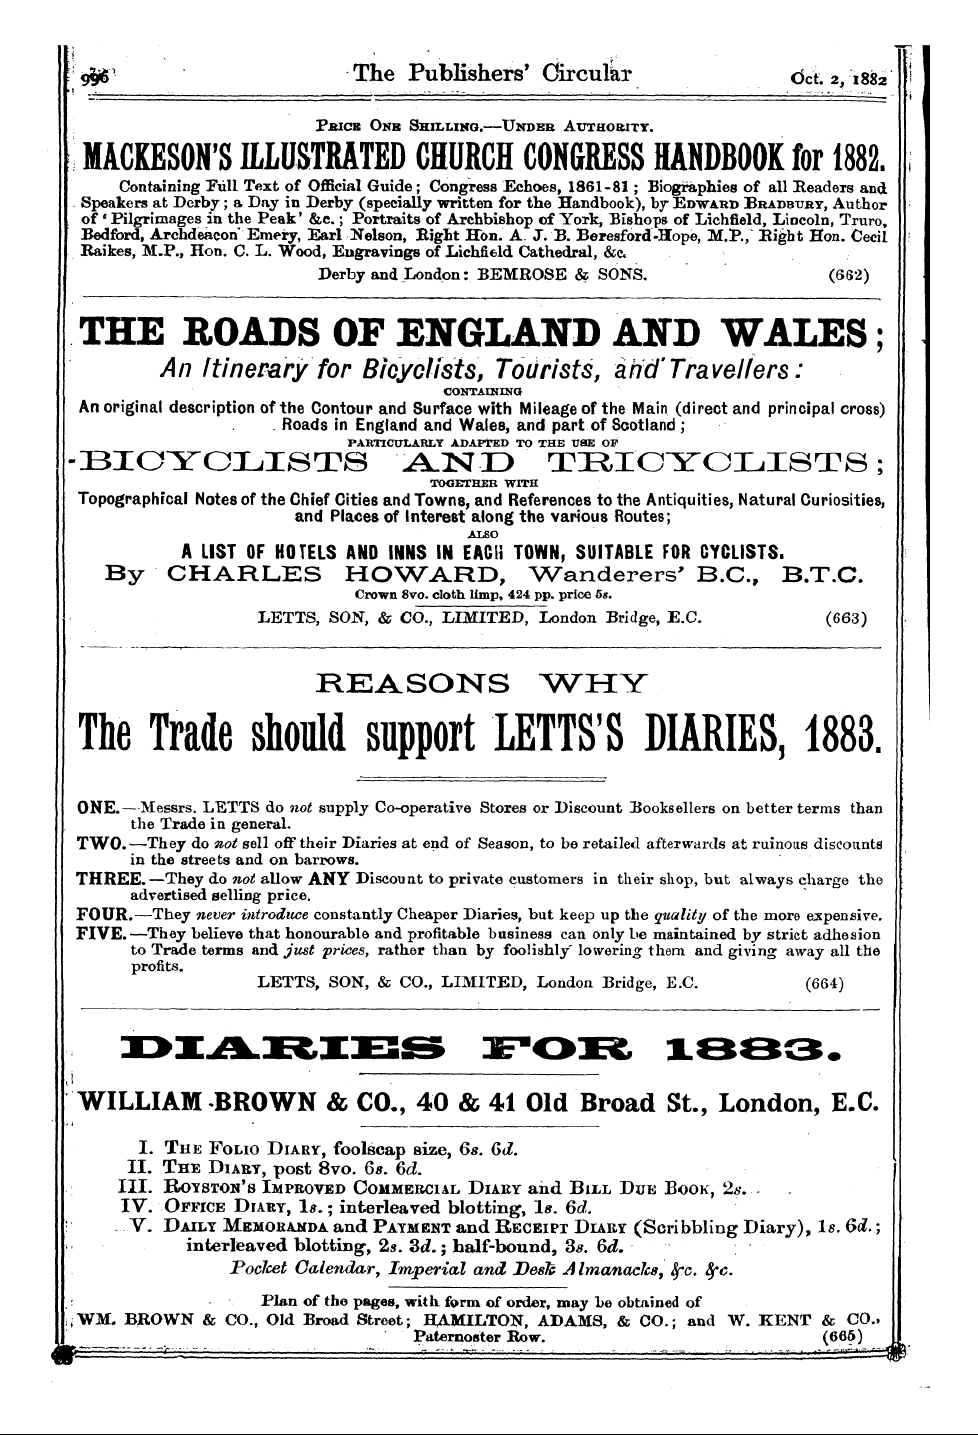 996
The Publishers' Circular
Oct. 2, 1882
PRICE ONE SHILLING.—UNDER AUTHORITY.
MACKESON'S ILLUSTRATED CHURCH CONGRESS HANDBOOK for 1882.
Containing Full Text of Official Guide; Congress Echoes, 1861-81; Biographies of all Readers and
Speakers at Derby; a Day in Derby (specially written for the Handbook), by EDWARD BRADBURY, Author
of 'Pilgrimages in the Peak' &c.; Portraits of Archbishop of York, Bishops of Lichfield, Lincoln, Truro,
Bedford, Archdeacon Emery, Earl Nelson, Right Hon. A. J. B. Beresford-Hope, M.P., Right Hon. Cecil
Raikes, M.P., Hon. C. L. Wood, Engravings of Lichfield Cathedral, &c.
Derby and London: BEMROSE & SONS. (662)
THE ROADS OF ENGLAND AND WALES;
An Itinerary for Bicyclists, Tourists, and Travellers:
CONTAINING
An original description of the Contour and Surface with Mileage of the Main (direct and principal cross)
Roads in England and Wales, and part of Scotland;
PARTICULARLY ADAPTED TO THE USE OF
BICYCLISTS AND TRICYCLISTS;
TOGETHER WITH
Topographical Notes of the Chief Cities and Towns, and References to the Antiquities, Natural Curiosities,
and Places of Interest along the various Routes;
ALSO
A LIST OF HOTELS AND INNS IN EACH TOWN, SUITABLE FOR CYCLISTS.
By CHARLES HOWARD, Wanderers' B.C., B.T.C.
Crown 8vo. cloth limp, 424 pp. price 5s.
LETTS, SON, & CO., LIMITED, London Bridge, E.C. (663)
REASONS WHY
The Trade should support LETTS'S DIARIES, 1883.
ONE.—Messrs. LETTS do not supply Co-operative Stores or Discount Booksellers on better terms than
the Trade in general.
TWO.—They do not sell off their Diaries at end of Season, to be retailed afterwards at ruinous discounts
in the streets and on barrows.
THREE.—They do not allow ANY Discount to private customers in their shop, but always charge the
advertised selling price.
FOUR.—They never introduce constantly Cheaper Diaries, but keep up the quality of the more expensive.
FIVE.—They believe that honourable and profitable business can only be maintained by strict adhesion
to Trade terms and just prices, rather than by foolishly lowering them and giving away all the
profits.
LETTS, SON, & CO., LIMITED, London Bridge, E.C. (664)
DIARIES FOR 1883.
WILLIAM BROWN & CO., 40 & 41 Old Broad St., London, E.C.
I. THE FOLIO DIARY, foolscap size, 6s. 6d.
II. THE DIARY, post 8vo. 6s. 6d.
III. ROYSTON'S IMPROVED COMMERCIAL DIARY and BILL DUE BOOK, 2s.
IV. OFFICE DIARY, 1s.; interleaved blotting, 1s. 6d.
V. DAILY MEMORANDA and PAYMENT and RECEIPT DIARY (Scribbling Diary), 1s. 6d.;
interleaved blotting, 2s. 3d.; half-bound, 3s. 6d.
Pocket Calendar, Imperial and Desk Almanacks, &c. &c.
Plan of the pages, with form of order, may be obtained of
WM. BROWN & CO., Old Broad Street; HAMILTON, ADAMS, & CO.; and W. KENT & CO.,
Paternoster Row. (665)